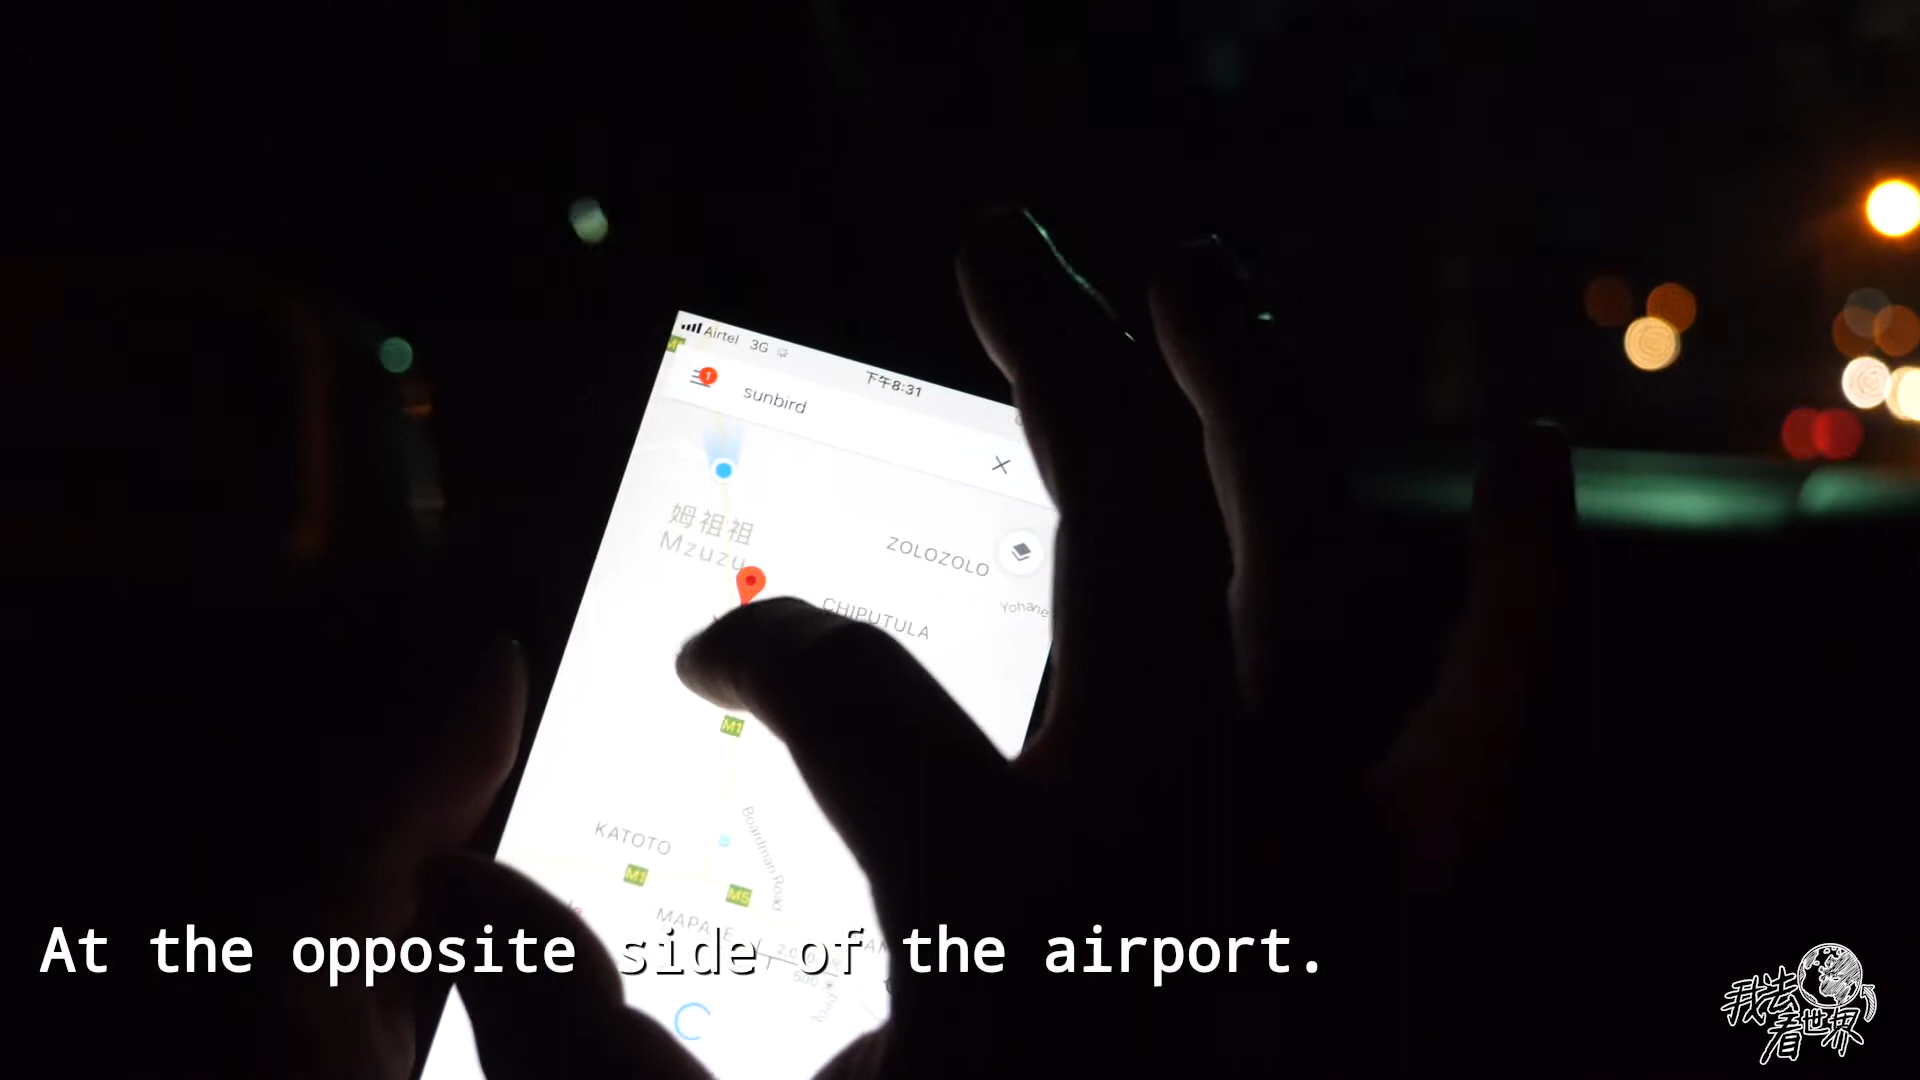 Airtel 3G
下午8:31
1
sunbird
姆祖祖
Mzuzu
ZOLOZOLO
Yohane
CHIPUTULA
M1
Boardman Road
KATOTO
M1
M5
At the opposite side of the airport.
我去
看世界